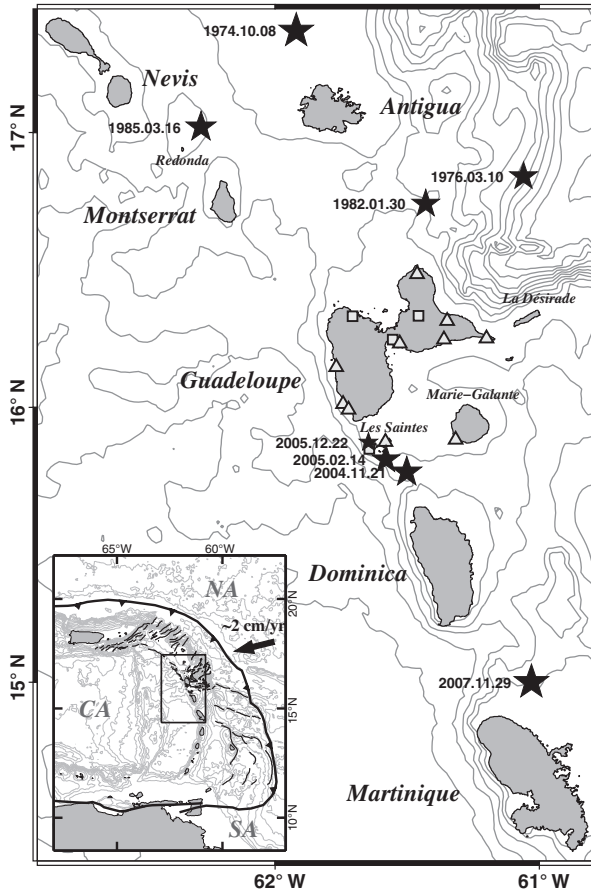 1974.10.08
Nevis
Antigua
17° N
1985.03.16
Redonda
1976.03.10
1982.01.30
Montserrat
La Désirade
Guadeloupe
16° N
Marie−Galante
Les Saintes
2005.12.22
2005.02.14
2004.11.21
65°W
60°W
Dominica
NA
20°N
~2 cm/yr
15° N
2007.11.29
CA
15°N
Martinique
10°N
SA
62° W
61° W